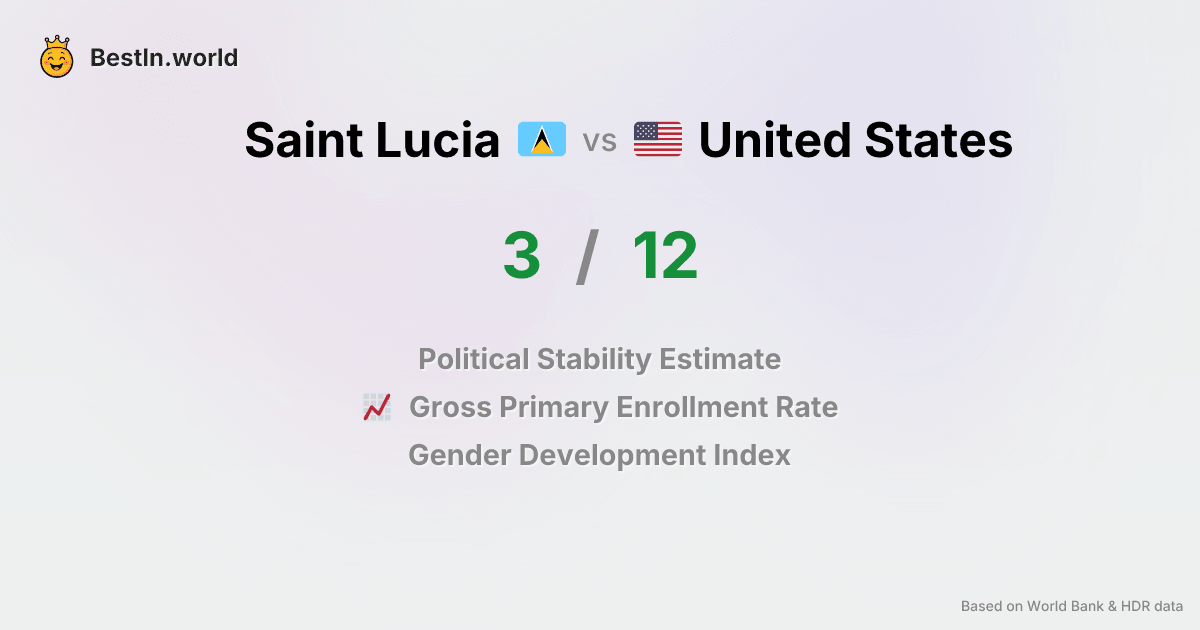 BestIn.world
Saint Lucia vs United States
3 / 12
Political Stability Estimate
Gross Primary Enrollment Rate
Gender Development Index
Based on World Bank & HDR data